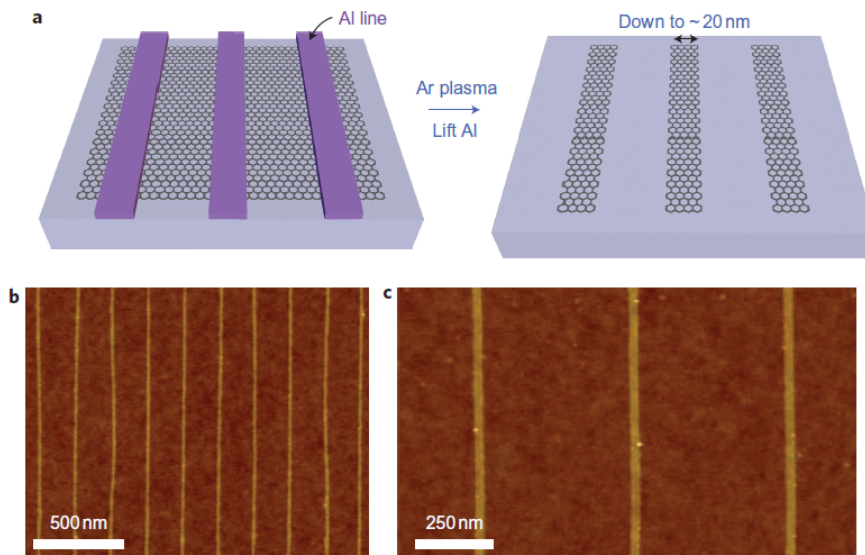 a
Al line
Ar plasma
Lift Al
Down to ~ 20 nm
b
500 nm
c
250 nm